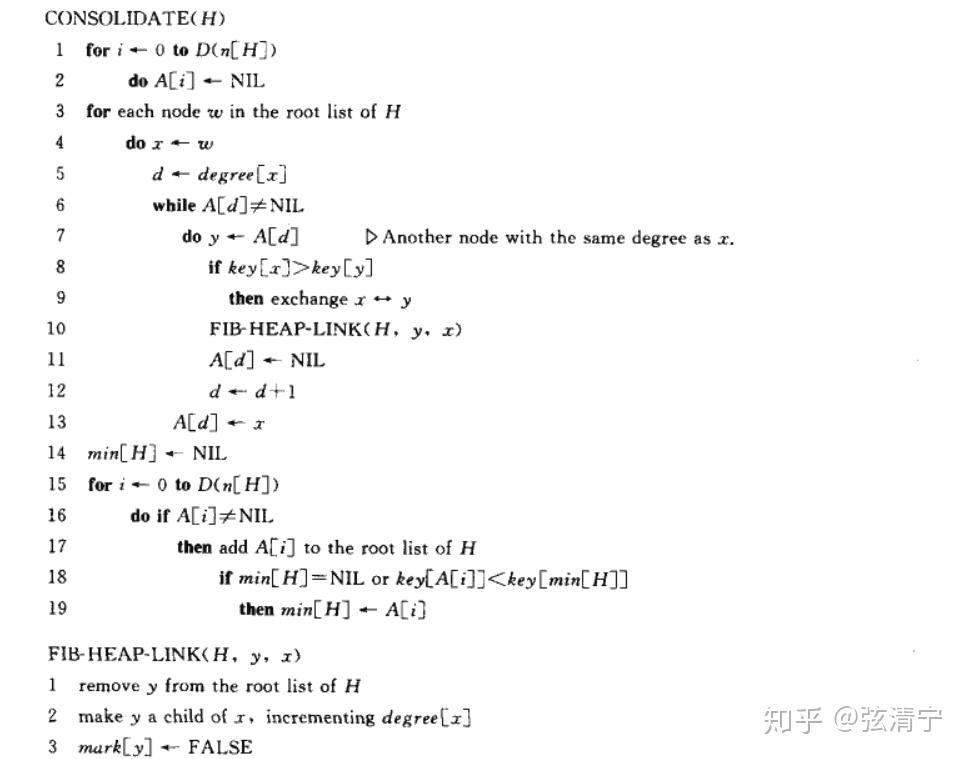 CONSOLIDATE(H)
1 for i ← 0 to D(n[H])
2 do A[i] ← NIL
3 for each node w in the root list of H
4 do x ← w
5 d ← degree[x]
6 while A[d]≠NIL
7 do y ← A[d] ▷ Another node with the same degree as x.
8 if key[x]>key[y]
9 then exchange x ↔ y
10 FIB-HEAP-LINK(H, y, x)
11 A[d] ← NIL
12 d ← d+1
13 A[d] ← x
14 min[H] ← NIL
15 for i ← 0 to D(n[H])
16 do if A[i]≠NIL
17 then add A[i] to the root list of H
18 if min[H]=NIL or key[A[i]]<key[min[H]]
19 then min[H] ← A[i]
FIB-HEAP-LINK(H, y, x)
1 remove y from the root list of H
2 make y a child of x, incrementing degree[x]
3 mark[y] ← FALSE
知乎 @弦清宁